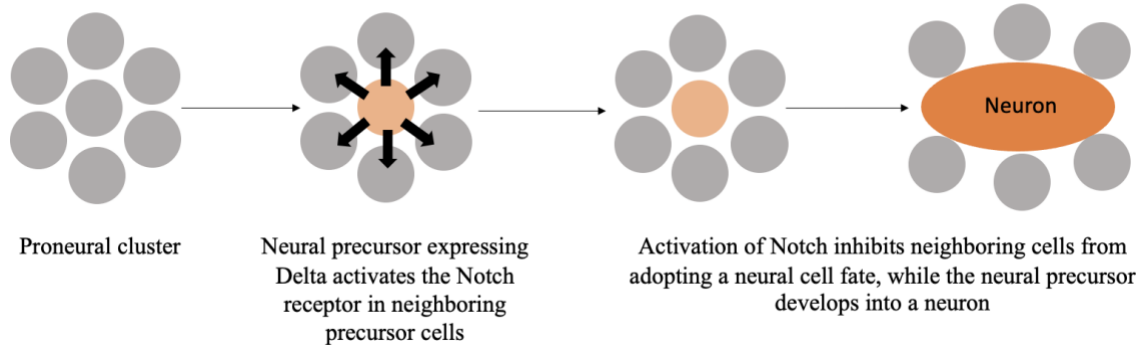 Neuron
Proneural cluster
Neural precursor expressing
Delta activates the Notch
receptor in neighboring
precursor cells
Activation of Notch inhibits neighboring cells from
adopting a neural cell fate, while the neural precursor
develops into a neuron